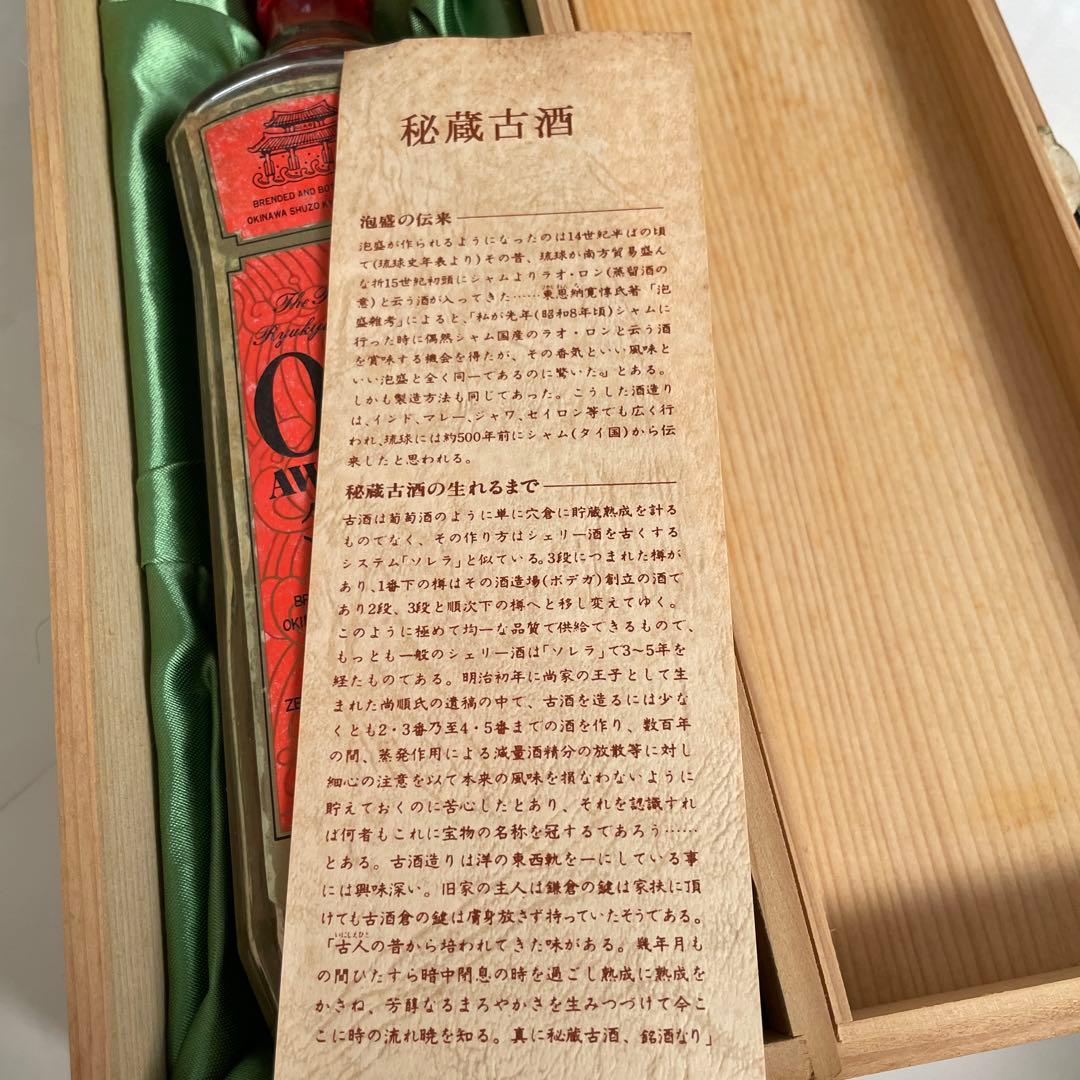 BRENDED AND BOT
OKINAWA SHUZO KY
The
Ryuky
O
AW
BR
OKI
ZE
秘蔵古酒
泡盛の伝来
泡盛が作られるようになったのは14世紀半ばの頃
て(琉球史年表より)その昔、琉球が南方貿易盛ん
な折15世紀初頭にシャムよりラオ・ロン(蒸留酒の
意)と云う酒が入ってきた……東恩納寛惇氏著「泡
盛雑考」によると、「私が先年(昭和8年頃)シャムに
行った時に偶然シャム国産のラオ・ロンと云う酒
を賞味する機会を得たが、その香気といい風味と
いい泡盛と全く同一であるのに驚いた。」とある。
しかも製造方法も同じてあった。こうした酒造り
は、インド、マレー、ジャワ、セイロン等でも広く行
われ、琉球には約500年前にシャム(タイ国)から伝
来したと思われる。
秘蔵古酒の生れるまで
古酒は葡萄酒のように単に穴倉に貯蔵熟成を計る
ものでなく、その作り方はシェリー酒を古くする
システム「ソレラ」と似ている。3段につまれた樽が
あり、1番下の樽はその酒造場(ボデガ)創立の酒で
あり2段、3段と順次下の樽へと移し変えてゆく。
このように極めて均一な品質で供給できるもので、
もっとも一般のシェリー酒は「ソレラ」て3〜5年を
経たものてある。明治初年に尚家の王子として生
まれた尚順氏の遺稿の中て、古酒を造るには少な
くとも2・3番乃至4・5番までの酒を作り、数百年
の間、蒸発作用による減量酒精分の放散等に対し
細心の注意を以て本来の風味を損なわないように
貯えておくのに苦心したとあり、それを認識すれ
ば何者もこれに宝物の名称を冠するであろう……
とある。古酒造りは洋の東西軌を一にしている事
には興味深い。旧家の主人は鎌倉の鍵は家扶に頂
けても古酒倉の鍵は膚身放さず持っていたそうである。
「古人の昔から培われてきた味がある。幾年月も
の間ひたすら暗中閉息の時を過ごし熟成に熟成を
かさね、芳醇なるまろやかさを生みつづけて今こ
こに時の流れ暁を知る。真に秘蔵古酒、銘酒なり」